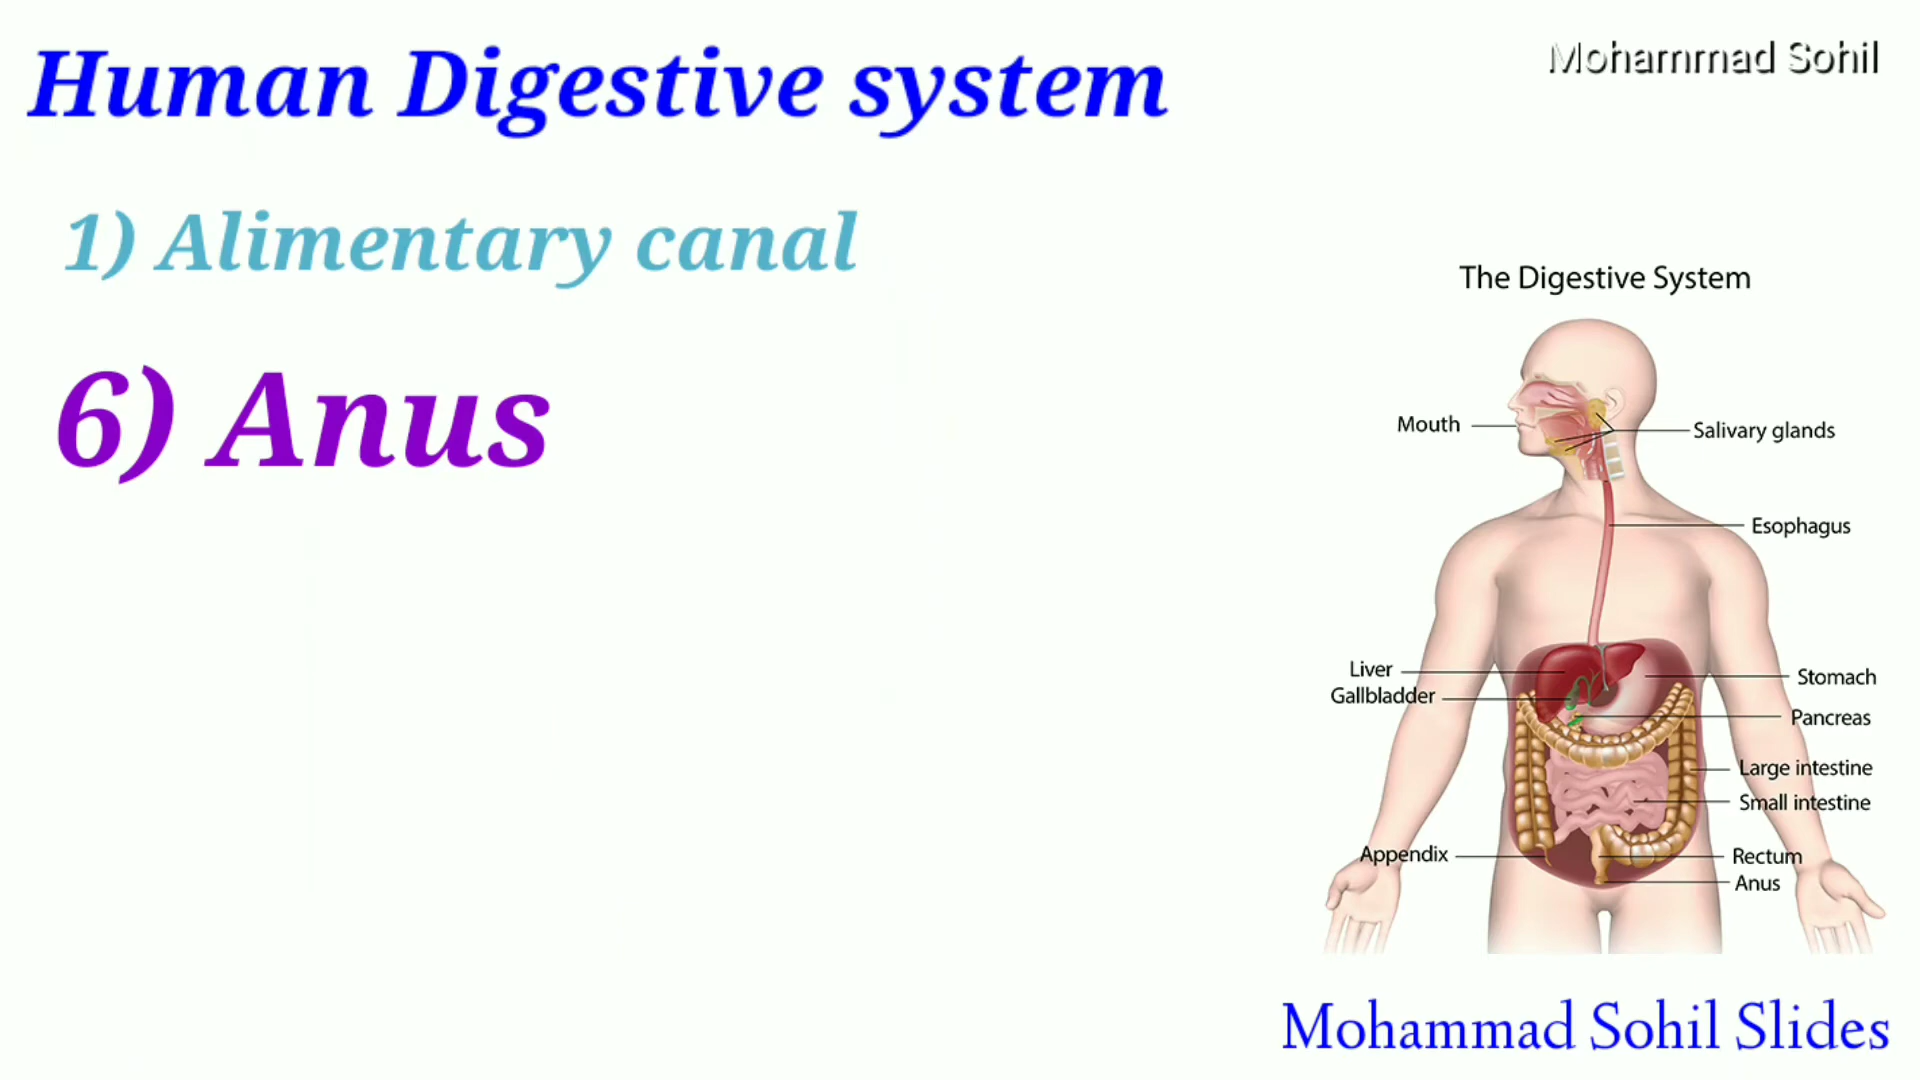 Human Digestive system
Mohammad Sohil
1) Alimentary canal
6) Anus
The Digestive System
Mouth
Salivary glands
Esophagus
Liver
Gallbladder
Stomach
Pancreas
Large intestine
Small intestine
Appendix
Rectum
Anus
Mohammad Sohil Slides